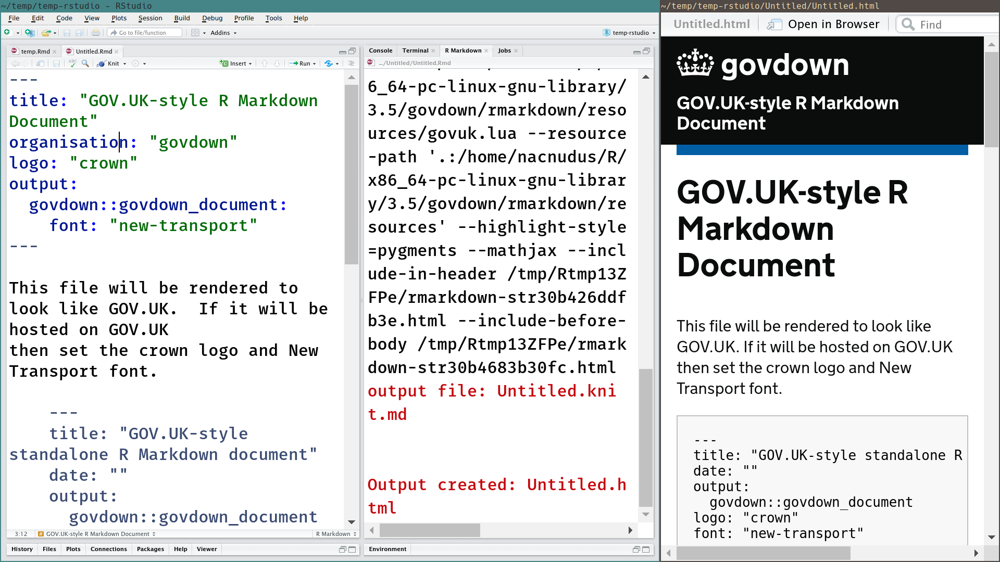 ~/temp/temp-rstudio - RStudio
File Edit Code View Plots Session Build Debug Profile Tools Help
Go to file/function Addins temp-rstudio
temp.Rmd Untitled.Rmd
ABC Knit Insert Run
---
title: "GOV.UK-style R Markdown
Document"
organisation: "govdown"
logo: "crown"
output:
  govdown::govdown_document:
    font: "new-transport"
---
This file will be rendered to
look like GOV.UK.  If it will be
hosted on GOV.UK
then set the crown logo and New
Transport font.
    ---
    title: "GOV.UK-style
standalone R Markdown document"
    date: ""
    output:
      govdown::govdown_document
3:12 # GOV.UK-style R Markdown Document R Markdown
History Files Plots Connections Packages Help Viewer
Console Terminal R Markdown Jobs
.../Untitled/Untitled.Rmd
6_64-pc-linux-gnu-library/
3.5/govdown/rmarkdown/reso
urces/govuk.lua --resource
-path '.:/home/nacnudus/R/
x86_64-pc-linux-gnu-librar
y/3.5/govdown/rmarkdown/re
sources' --highlight-style
=pygments --mathjax --incl
ude-in-header /tmp/Rtmp13Z
FPe/rmarkdown-str30b426ddf
b3e.html --include-before-
body /tmp/Rtmp13ZFPe/rmark
down-str30b4683b30fc.html
output file: Untitled.kni
t.md
Output created: Untitled.h
tml
Environment
~/temp/temp-rstudio/Untitled/Untitled.html
Untitled.html Open in Browser Find
govdown
GOV.UK-style R Markdown
Document
GOV.UK-style R
Markdown
Document
This file will be rendered to look like
GOV.UK. If it will be hosted on GOV.UK
then set the crown logo and New
Transport font.
---
title: "GOV.UK-style standalone R
date: ""
output:
  govdown::govdown_document
logo: "crown"
font: "new-transport"